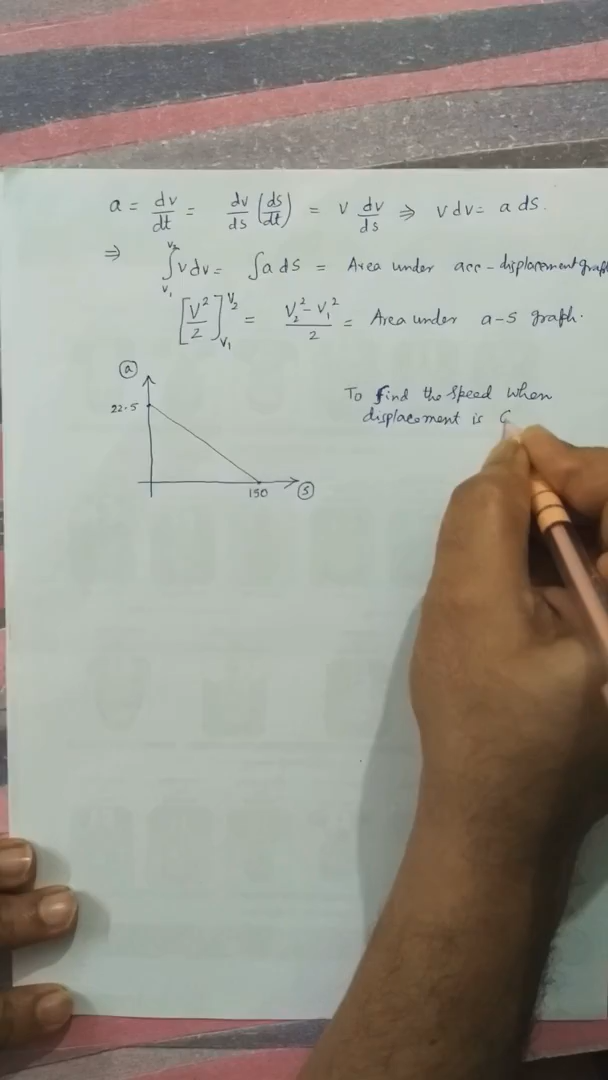 a = dv/dt = dv/ds (ds/dt) = v dv/ds ⇒ v dv = a ds.
⇒ ∫_{v₁}^{v₂} v dv = ∫ a ds = Area under acc - displacement graph
[V²/2]_{V₁}^{V₂} = (V₂² - V₁²)/2 = Area under a-s graph.
a
22.5
150
s
To find the speed when
displacement is